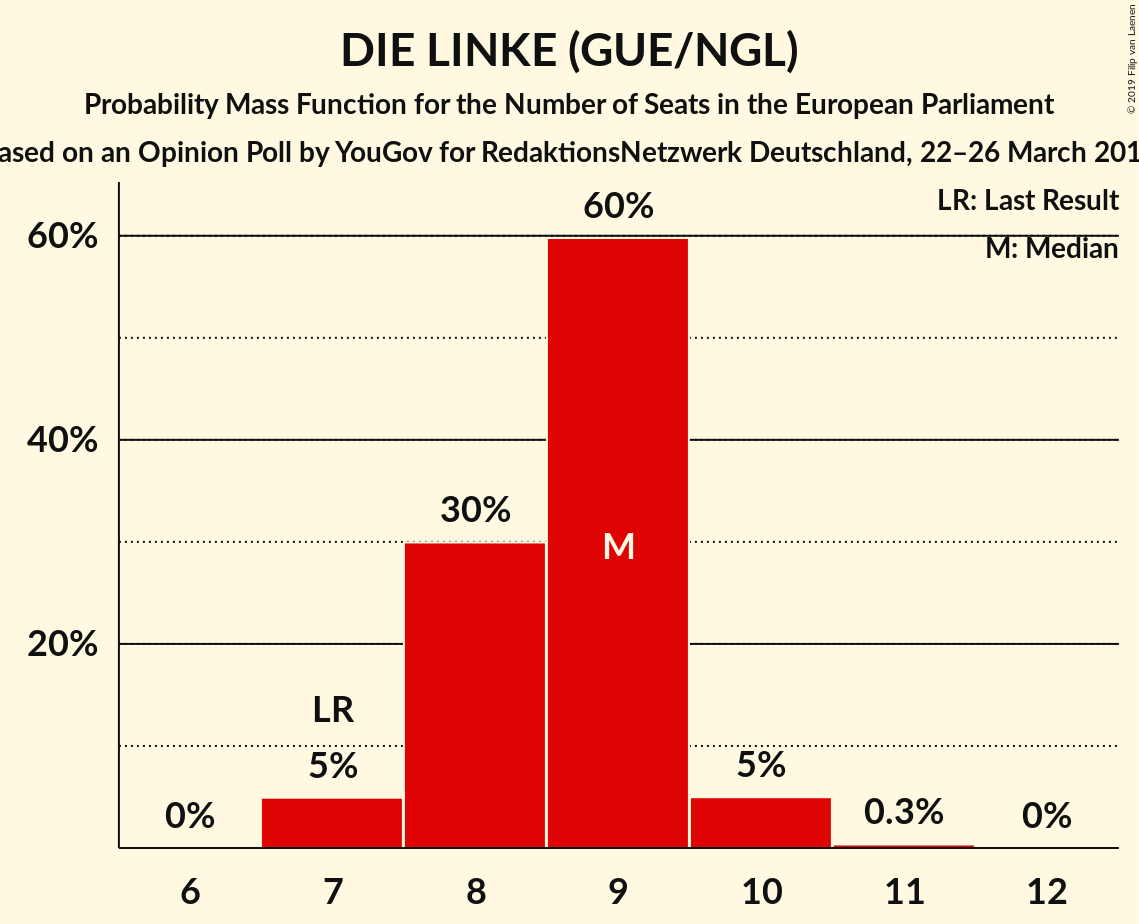 DIE LINKE (GUE/NGL)
Probability Mass Function for the Number of Seats in the European Parliament
ased on an Opinion Poll by YouGov for RedaktionsNetzwerk Deutschland, 22–26 March 201
© 2019 Filip van Laenen
LR: Last Result
M: Median
60%
40%
20%
0%
LR
5%
30%
60%
M
5%
0.3%
0%
6 7 8 9 10 11 12